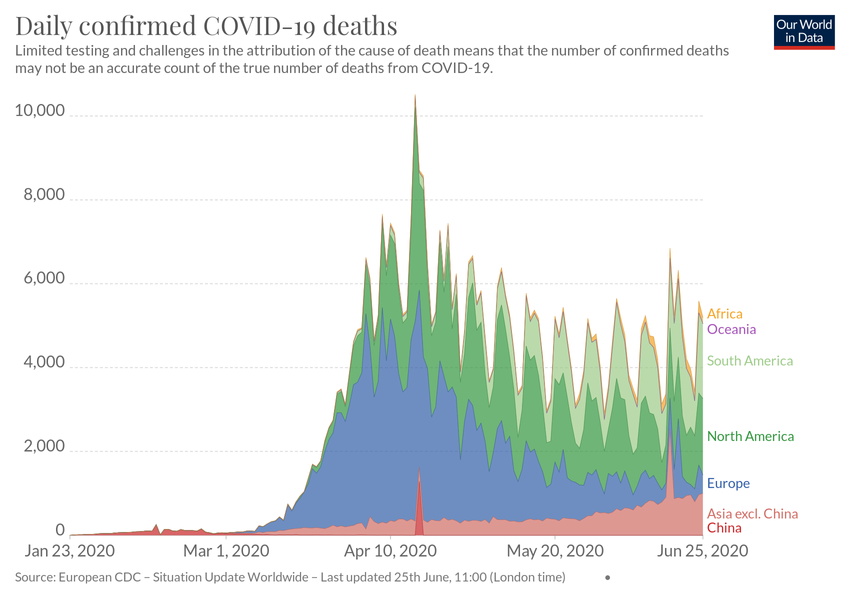 Daily confirmed COVID-19 deaths
Our World
in Data
Limited testing and challenges in the attribution of the cause of death means that the number of confirmed deaths
may not be an accurate count of the true number of deaths from COVID-19.
10,000
8,000
6,000
4,000
2,000
0
Africa
Oceania
South America
North America
Europe
Asia excl. China
China
Jan 23, 2020
Mar 1, 2020
Apr 10, 2020
May 20, 2020
Jun 25, 2020
Source: European CDC – Situation Update Worldwide – Last updated 25th June, 11:00 (London time)